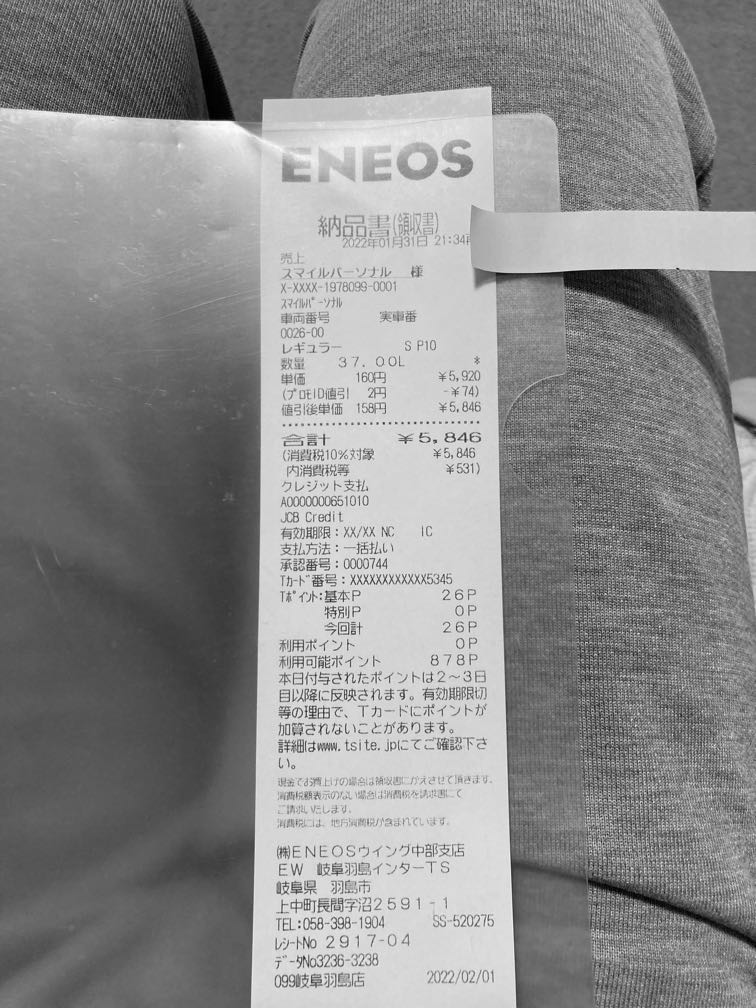 ENEOS
納品書(領収書)
2022年01月31日 21:34
売上
スマイルパーソナル 様
X-XXXX-1978099-0001
ｽﾏｲﾙﾊﾟｰｿﾅﾙ
車両番号 実車番
0026-00
レギュラー S P10
数量 37.00L *
単価 160円 ¥5,920
(ﾌﾟﾛﾓID値引 2円 -¥74)
値引後単価 158円 ¥5,846
合計 ¥5,846
(消費税10%対象 ¥5,846
内消費税等 ¥531)
クレジット支払
A0000000651010
JCB Credit
有効期限:XX/XX NC IC
支払方法:一括払い
承認番号:0000744
Tｶｰﾄﾞ番号:XXXXXXXXXXXX5345
Tﾎﾟｲﾝﾄ:基本P 26P
特別P 0P
今回計 26P
利用ポイント 0P
利用可能ポイント 878P
本日付与されたポイントは2～3日
目以降に反映されます。有効期限切
等の理由で、Tカードにポイントが
加算されないことがあります。
詳細はwww.tsite.jpにてご確認下さ
い。
現金でお買上げの場合は領収書にかえさせて頂きます。
消費税額表示のない場合は消費税を請求書にて
ご請求いたします。
消費税には、地方消費税が含まれています。
㈱ENEOSウイング中部支店
EW 岐阜羽島インターTS
岐阜県 羽島市
上中町長間字沼2591-1
TEL:058-398-1904 SS-520275
ﾚｼｰﾄNo 2917-04
ﾃﾞｰﾀNo3236-3238
099岐阜羽島店 2022/02/01